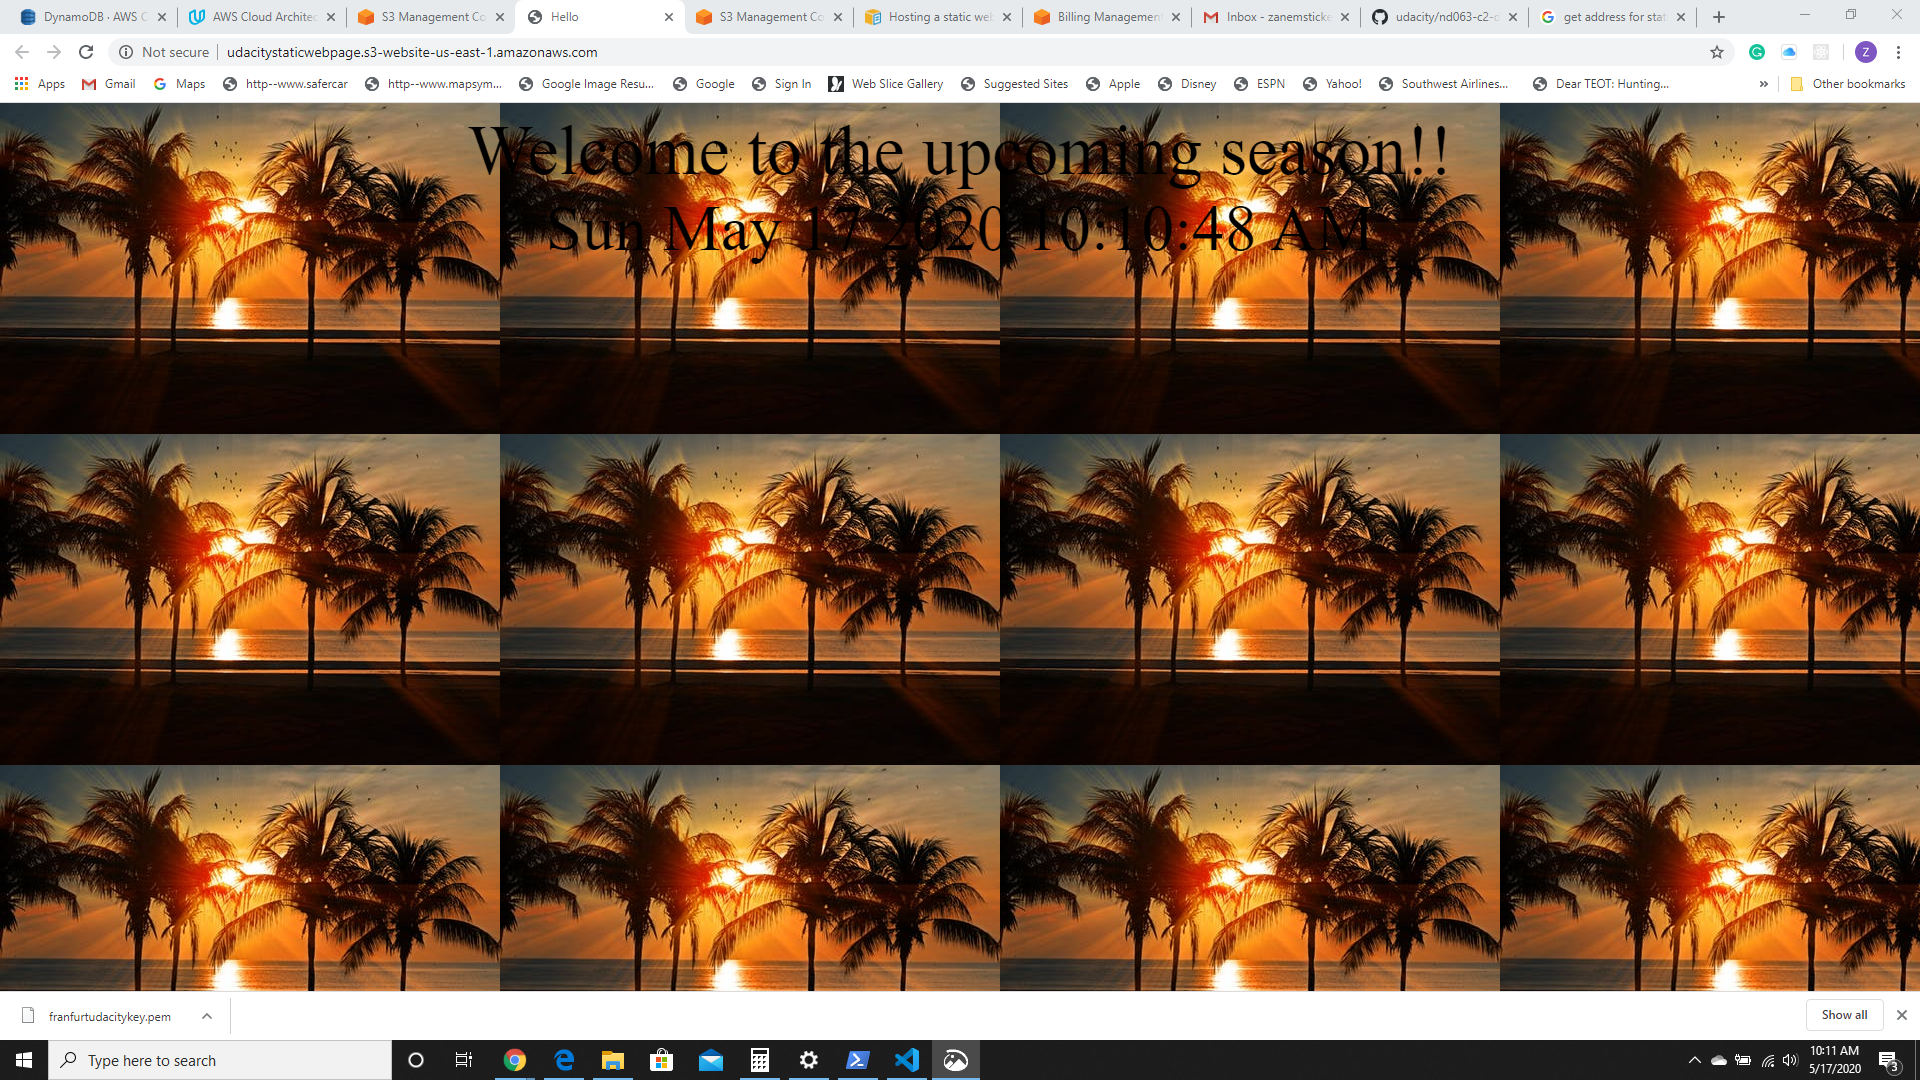 DynamoDB · AWS C
AWS Cloud Architec
S3 Management Co
Hello
S3 Management Co
Hosting a static web
Billing Management
Inbox - zanemsticke
udacity/nd063-c2-d
get address for stat
Not secure
udacitystaticwebpage.s3-website-us-east-1.amazonaws.com
Z
Apps
Gmail
Maps
http--www.safercar
http--www.mapsym...
Google Image Resu...
Google
Sign In
Web Slice Gallery
Suggested Sites
Apple
Disney
ESPN
Yahoo!
Southwest Airlines...
Dear TEOT: Hunting...
»
Other bookmarks
Welcome to the upcoming season!!
Sun May 17 2020 10:10:48 AM
franfurtudacitykey.pem
Show all
Type here to search
10:11 AM
5/17/2020
3